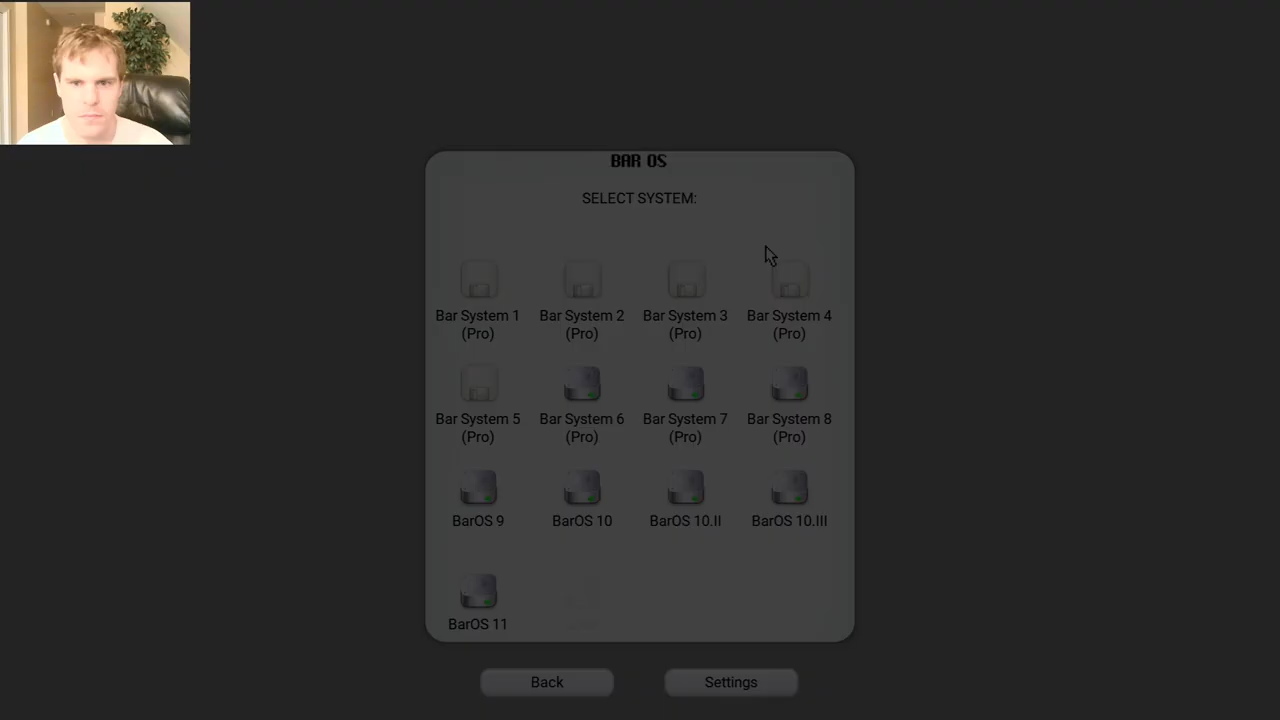 BAR OS
SELECT SYSTEM:
Bar System 1 (Pro)
Bar System 2 (Pro)
Bar System 3 (Pro)
Bar System 4 (Pro)
Bar System 5 (Pro)
Bar System 6 (Pro)
Bar System 7 (Pro)
Bar System 8 (Pro)
BarOS 9
BarOS 10
BarOS 10.II
BarOS 10.III
BarOS 11
Back
Settings